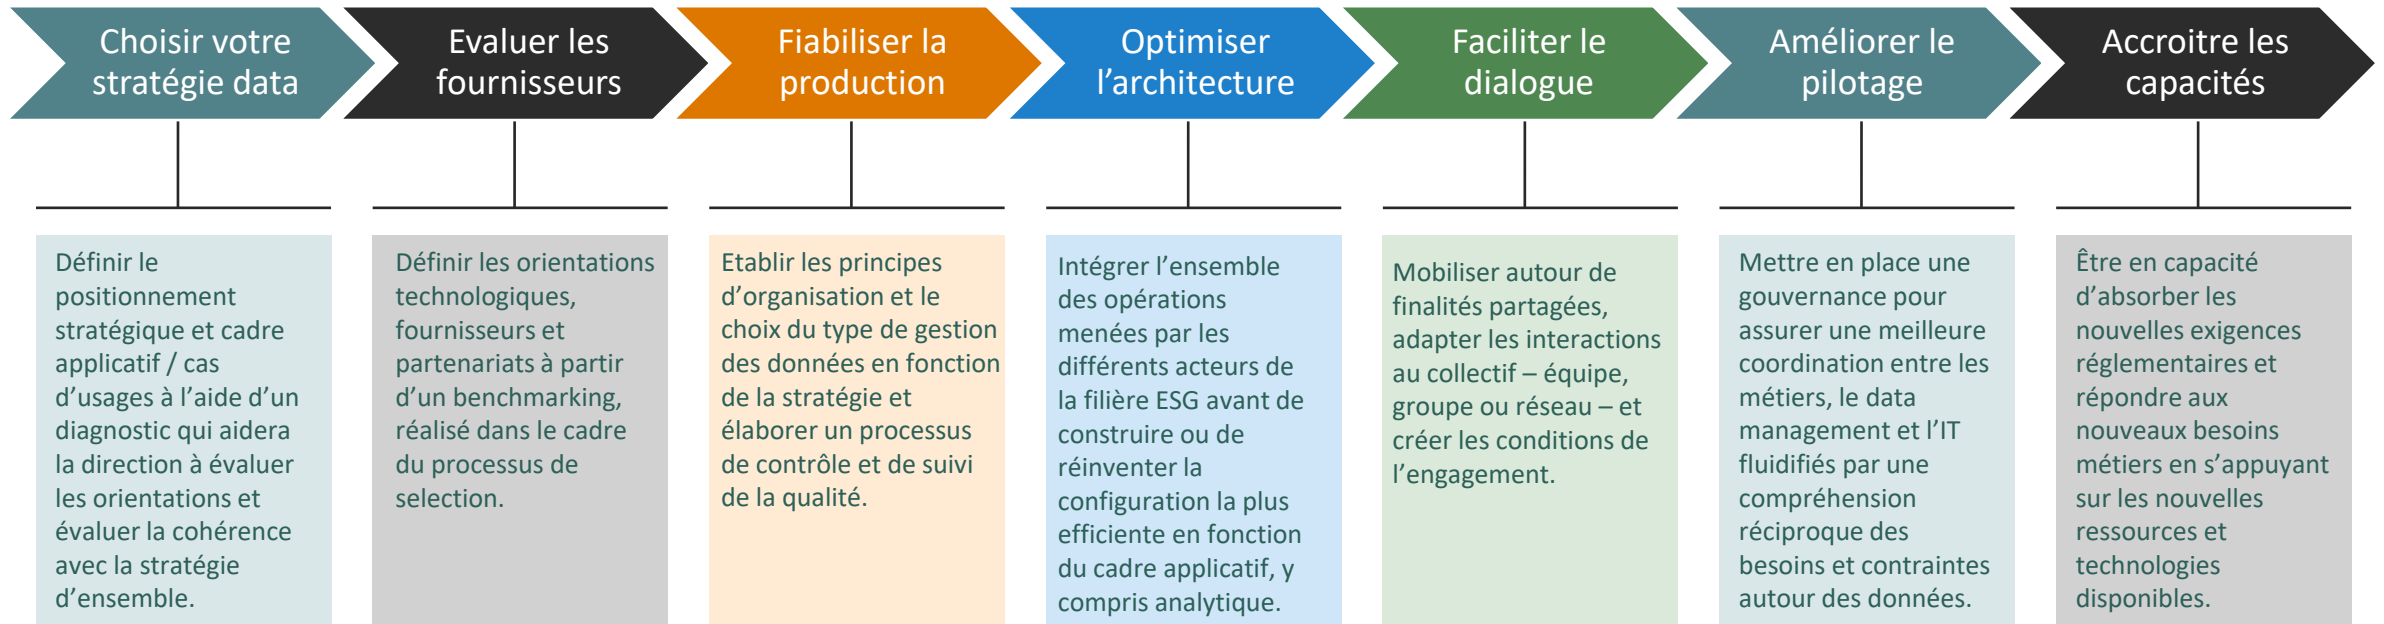 Choisir votre
stratégie data
Evaluer les
fournisseurs
Fiabiliser la
production
Optimiser
l’architecture
Faciliter le
dialogue
Améliorer le
pilotage
Accroitre les
capacités
Définir le
positionnement
stratégique et cadre
applicatif / cas
d’usages à l’aide d’un
diagnostic qui aidera
la direction à évaluer
les orientations et
évaluer la cohérence
avec la stratégie
d’ensemble.
Définir les orientations
technologiques,
fournisseurs et
partenariats à partir
d’un benchmarking,
réalisé dans le cadre
du processus de
selection.
Etablir les principes
d’organisation et le
choix du type de gestion
des données en fonction
de la stratégie et
élaborer un processus
de contrôle et de suivi
de la qualité.
Intégrer l’ensemble
des opérations
menées par les
différents acteurs de
la filière ESG avant de
construire ou de
réinventer la
configuration la plus
efficiente en fonction
du cadre applicatif, y
compris analytique.
Mobiliser autour de
finalités partagées,
adapter les interactions
au collectif – équipe,
groupe ou réseau – et
créer les conditions de
l’engagement.
Mettre en place une
gouvernance pour
assurer une meilleure
coordination entre les
métiers, le data
management et l’IT
fluidifiés par une
compréhension
réciproque des
besoins et contraintes
autour des données.
Être en capacité
d’absorber les
nouvelles exigences
réglementaires et
répondre aux
nouveaux besoins
métiers en s’appuyant
sur les nouvelles
ressources et
technologies
disponibles.